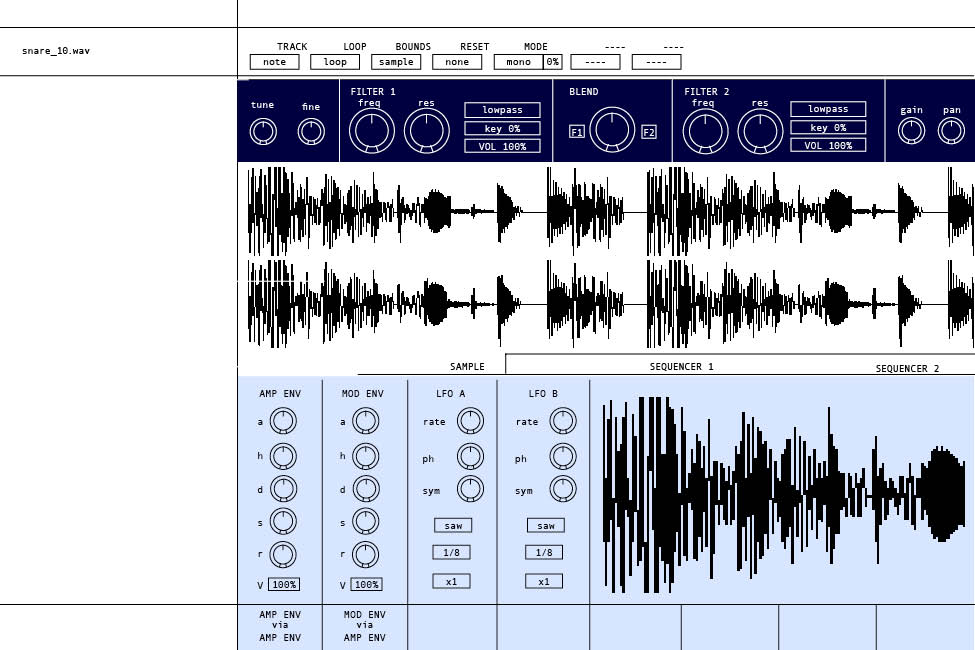 snare_10.wav
TRACK LOOP BOUNDS RESET MODE ---- ----
note loop sample none mono 0% ---- ----
tune fine
FILTER 1
freq res
lowpass
key 0%
VOL 100%
BLEND
F1 F2
FILTER 2
freq res
lowpass
key 0%
VOL 100%
gain pan
SAMPLE SEQUENCER 1 SEQUENCER 2
AMP ENV
a
h
d
s
r
V 100%
MOD ENV
a
h
d
s
r
V 100%
LFO A
rate
ph
sym
saw
1/8
x1
LFO B
rate
ph
sym
saw
1/8
x1
AMP ENV
via
AMP ENV
MOD ENV
via
AMP ENV